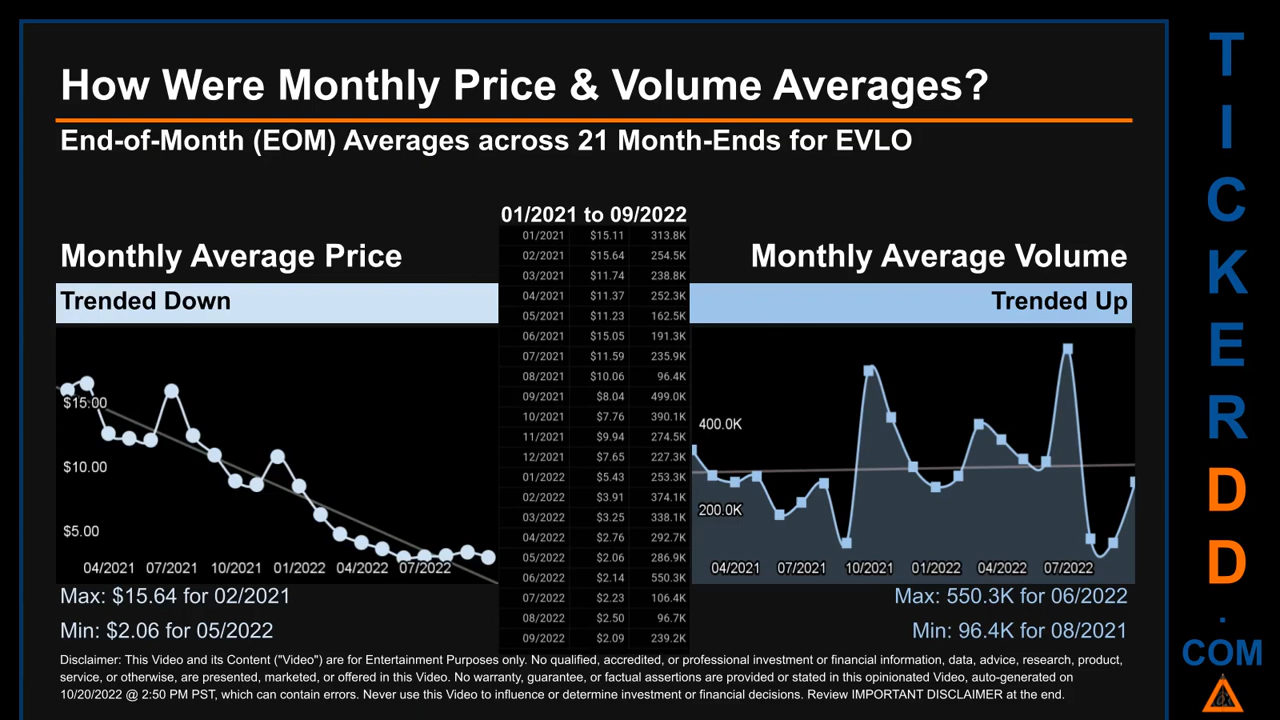 How Were Monthly Price & Volume Averages?
End-of-Month (EOM) Averages across 21 Month-Ends for EVLO
01/2021 to 09/2022
Monthly Average Price
Trended Down
$15.00
$10.00
$5.00
04/2021 07/2021 10/2021 01/2022 04/2022 07/2022
Max: $15.64 for 02/2021
Min: $2.06 for 05/2022
01/2021 $15.11 313.8K
02/2021 $15.64 254.5K
03/2021 $11.74 238.8K
04/2021 $11.37 252.3K
05/2021 $11.23 162.5K
06/2021 $15.05 191.3K
07/2021 $11.59 235.9K
08/2021 $10.06 96.4K
09/2021 $8.04 499.0K
10/2021 $7.76 390.1K
11/2021 $9.94 274.5K
12/2021 $7.65 227.3K
01/2022 $5.43 253.3K
02/2022 $3.91 374.1K
03/2022 $3.25 338.1K
04/2022 $2.76 292.7K
05/2022 $2.06 286.9K
06/2022 $2.14 550.3K
07/2022 $2.23 106.4K
08/2022 $2.50 96.7K
09/2022 $2.09 239.2K
Monthly Average Volume
Trended Up
400.0K
200.0K
04/2021 07/2021 10/2021 01/2022 04/2022 07/2022
Max: 550.3K for 06/2022
Min: 96.4K for 08/2021
Disclaimer: This Video and its Content ("Video") are for Entertainment Purposes only. No qualified, accredited, or professional investment or financial information, data, advice, research, product,
service, or otherwise, are presented, marketed, or offered in this Video. No warranty, guarantee, or factual assertions are provided or stated in this opinionated Video, auto-generated on
10/20/2022 @ 2:50 PM PST, which can contain errors. Never use this Video to influence or determine investment or financial decisions. Review IMPORTANT DISCLAIMER at the end.
T
I
C
K
E
R
D
D
.
COM